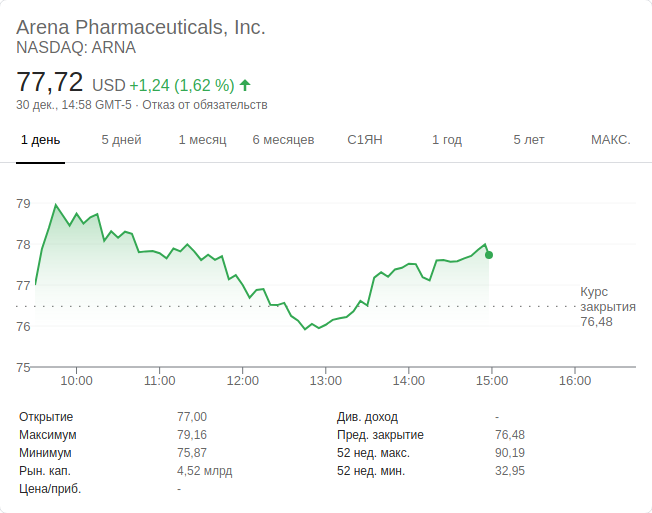 Arena Pharmaceuticals, Inc.
NASDAQ: ARNA
77,72 USD +1,24 (1,62 %)
30 дек., 14:58 GMT-5 · Отказ от обязательств
1 день 5 дней 1 месяц 6 месяцев С1ЯН 1 год 5 лет МАКС.
79
78
77
Курс
закрытия
76,48
76
75
10:00 11:00 12:00 13:00 14:00 15:00 16:00
Открытие 77,00 Див. доход -
Максимум 79,16 Пред. закрытие 76,48
Минимум 75,87 52 нед. макс. 90,19
Рын. кап. 4,52 млрд 52 нед. мин. 32,95
Цена/приб. -